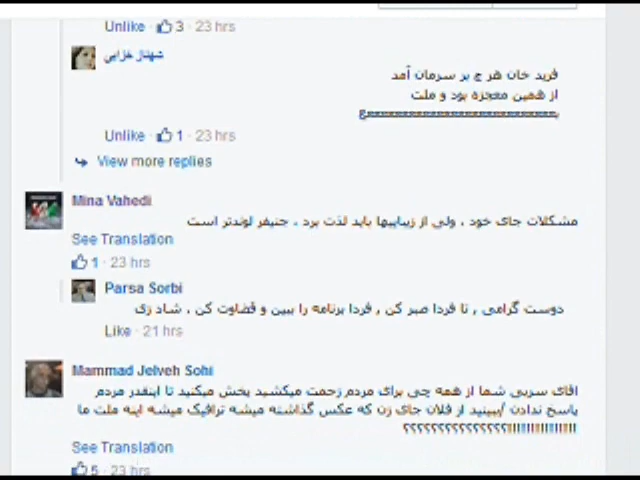 Unlike · 3 · 23 hrs
شهناز خزایی
فرید خان هر چ بر سرمان آمد
از همین معجزه بود و ملت
Unlike · 1 · 23 hrs
View more replies
Mina Vahedi
مشکلات جای خود ، ولی از زیباییها باید لذت برد ، جنیفر لوندتر است
See Translation
1 · 23 hrs
Parsa Sorbi
دوست گرامی , تا فردا صبر کن , فردا برنامه را ببین و قضاوت کن ، شاد زی
Like · 21 hrs
Mammad Jelveh Sohi
اقای سربی شما از همه چی برای مردم زحمت میکشید پخش میکنید تا اینقدر مردم
پاسخ ندادن /ببینید از فلان جای زن که عکس گذاشته میشه ترافیک میشه اینه ملت ما
!!!!!!!!!!!!!!!!؟؟؟؟؟؟؟؟؟؟؟؟؟؟؟
See Translation
5 · 23 hrs